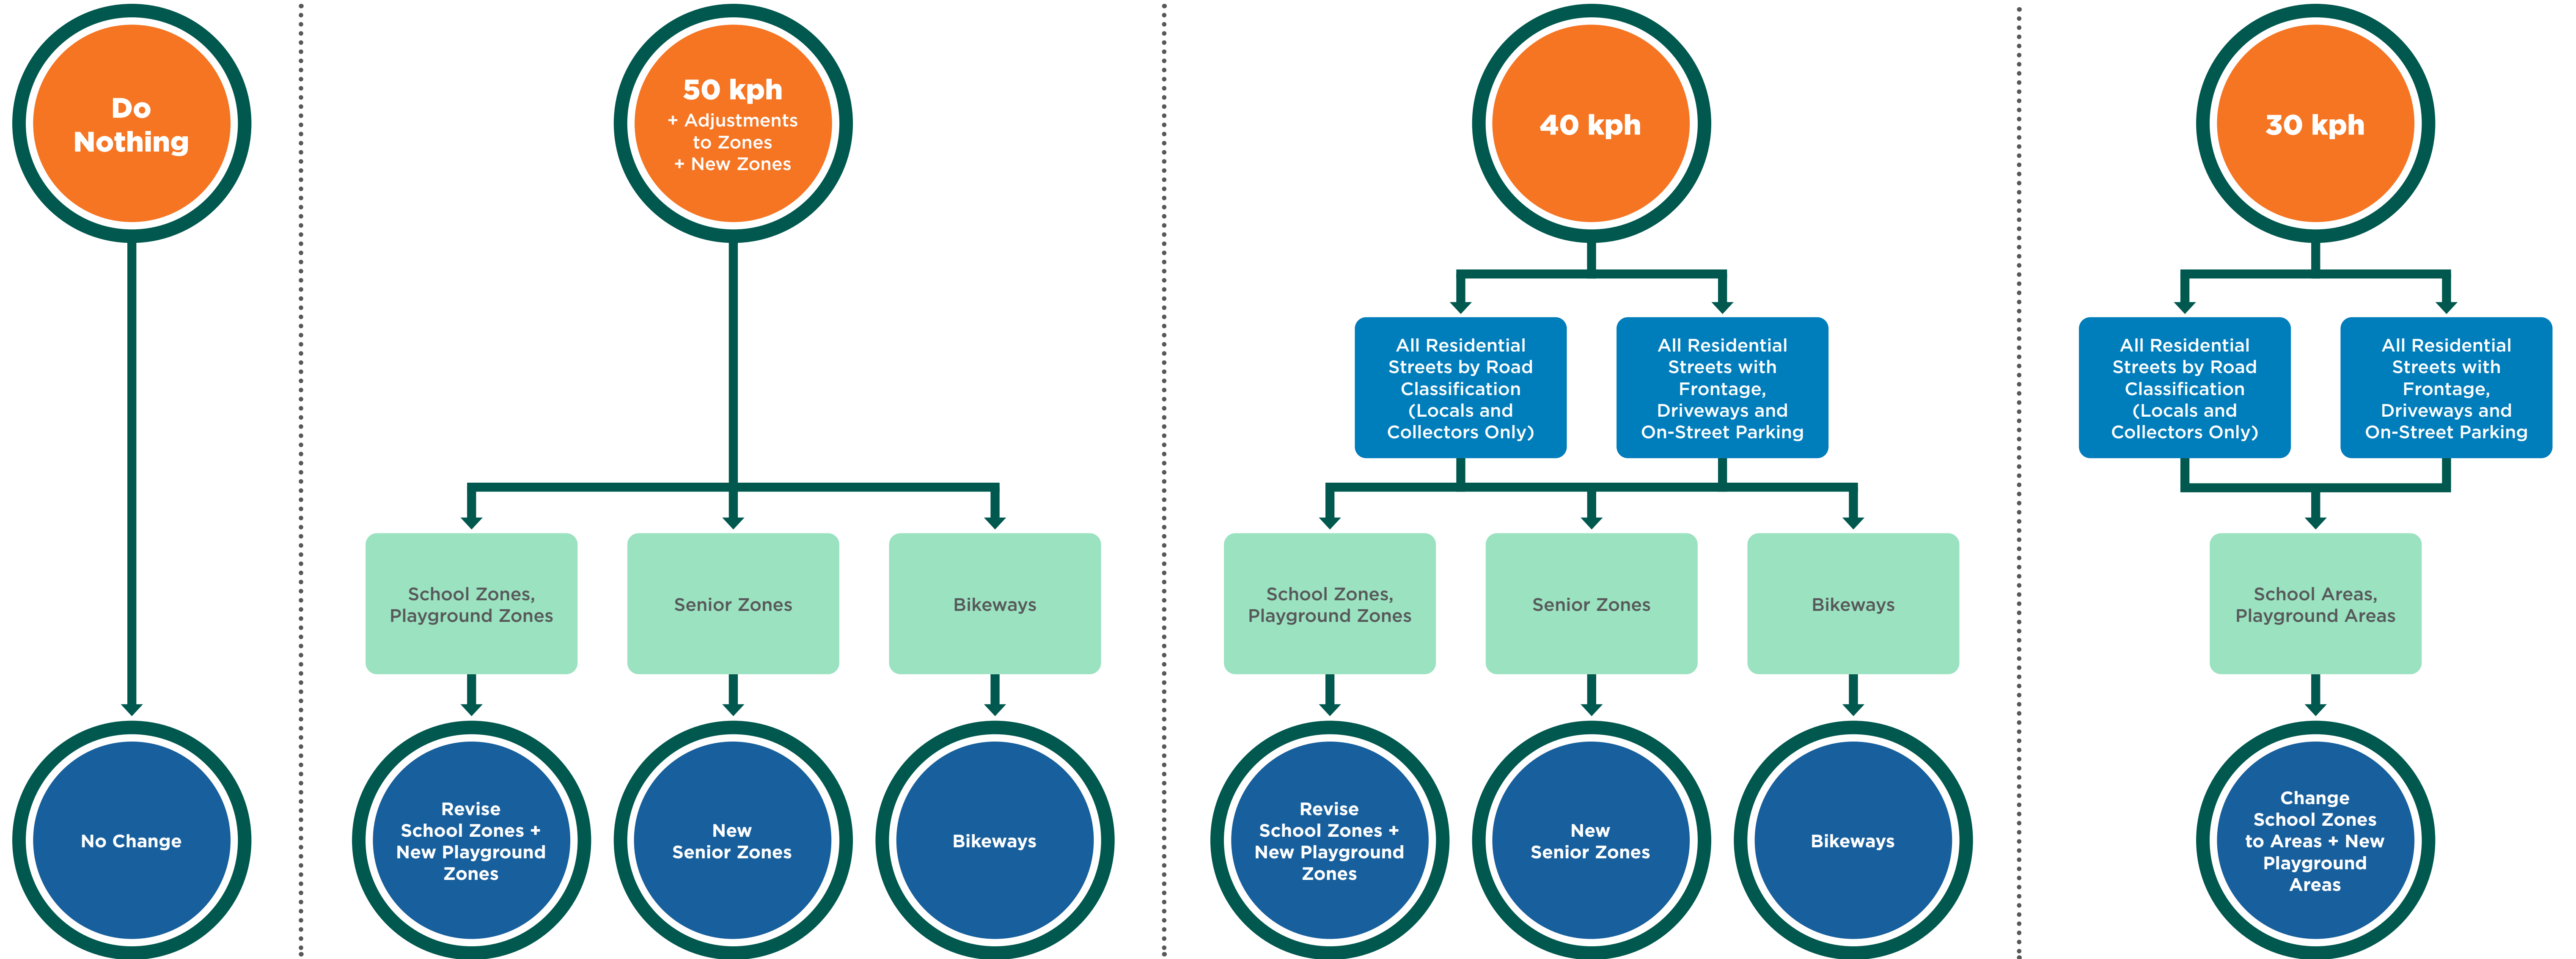 Do
Nothing
50 kph
+ Adjustments
to Zones
+ New Zones
40 kph
30 kph
All Residential
Streets by Road
Classification
(Locals and
Collectors Only)
All Residential
Streets with
Frontage,
Driveways and
On-Street Parking
All Residential
Streets by Road
Classification
(Locals and
Collectors Only)
All Residential
Streets with
Frontage,
Driveways and
On-Street Parking
School Zones,
Playground Zones
Senior Zones
Bikeways
School Zones,
Playground Zones
Senior Zones
Bikeways
School Areas,
Playground Areas
No Change
Revise
School Zones +
New Playground
Zones
New
Senior Zones
Bikeways
Revise
School Zones +
New Playground
Zones
New
Senior Zones
Bikeways
Change
School Zones
to Areas + New
Playground
Areas